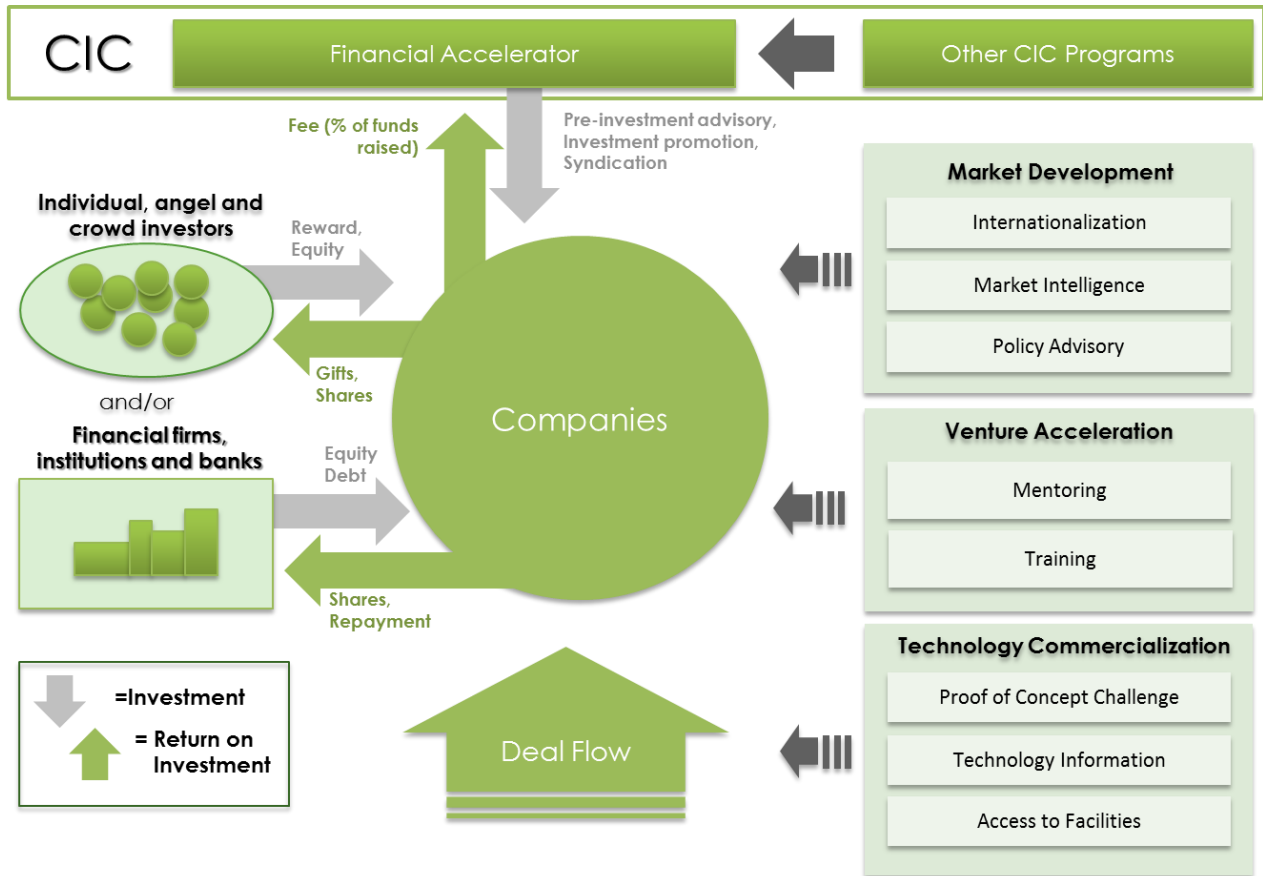 CIC
Financial Accelerator
Other CIC Programs
Fee (% of funds
raised)
Pre-investment advisory,
Investment promotion,
Syndication
Individual, angel and
crowd investors
Reward,
Equity
Gifts,
Shares
and/or
Financial firms,
institutions and banks
Equity
Debt
Shares,
Repayment
Companies
Deal Flow
=Investment
= Return on
Investment
Market Development
Internationalization
Market Intelligence
Policy Advisory
Venture Acceleration
Mentoring
Training
Technology Commercialization
Proof of Concept Challenge
Technology Information
Access to Facilities